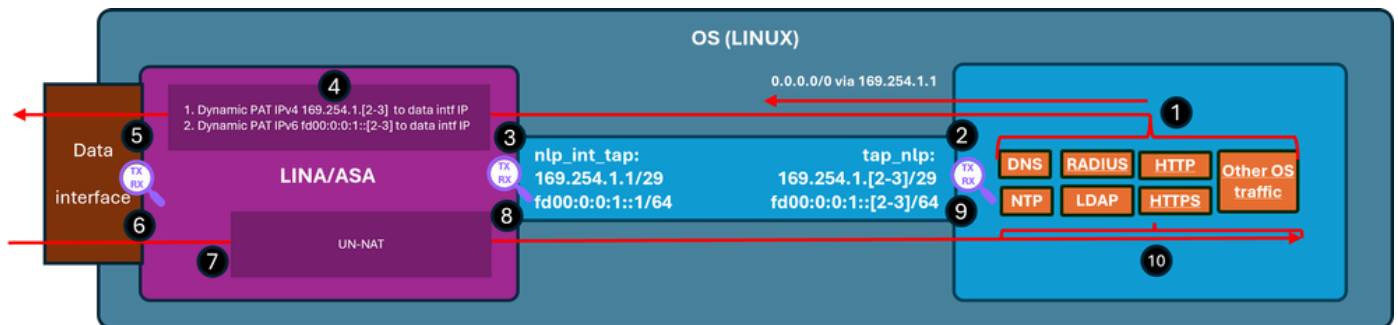 OS (LINUX)
0.0.0.0/0 via 169.254.1.1
4
1. Dynamic PAT IPv4 169.254.1.[2-3] to data intf IP
2. Dynamic PAT IPv6 fd00:0:0:1::[2-3] to data intf IP
1
5
3
2
Data
interface
TX
RX
LINA/ASA
TX
RX
nlp_int_tap:
169.254.1.1/29
fd00:0:0:1::1/64
tap_nlp:
169.254.1.[2-3]/29
fd00:0:0:1::[2-3]/64
TX
RX
DNS
RADIUS
HTTP
Other OS
traffic
NTP
LDAP
HTTPS
6
8
9
7
UN-NAT
10